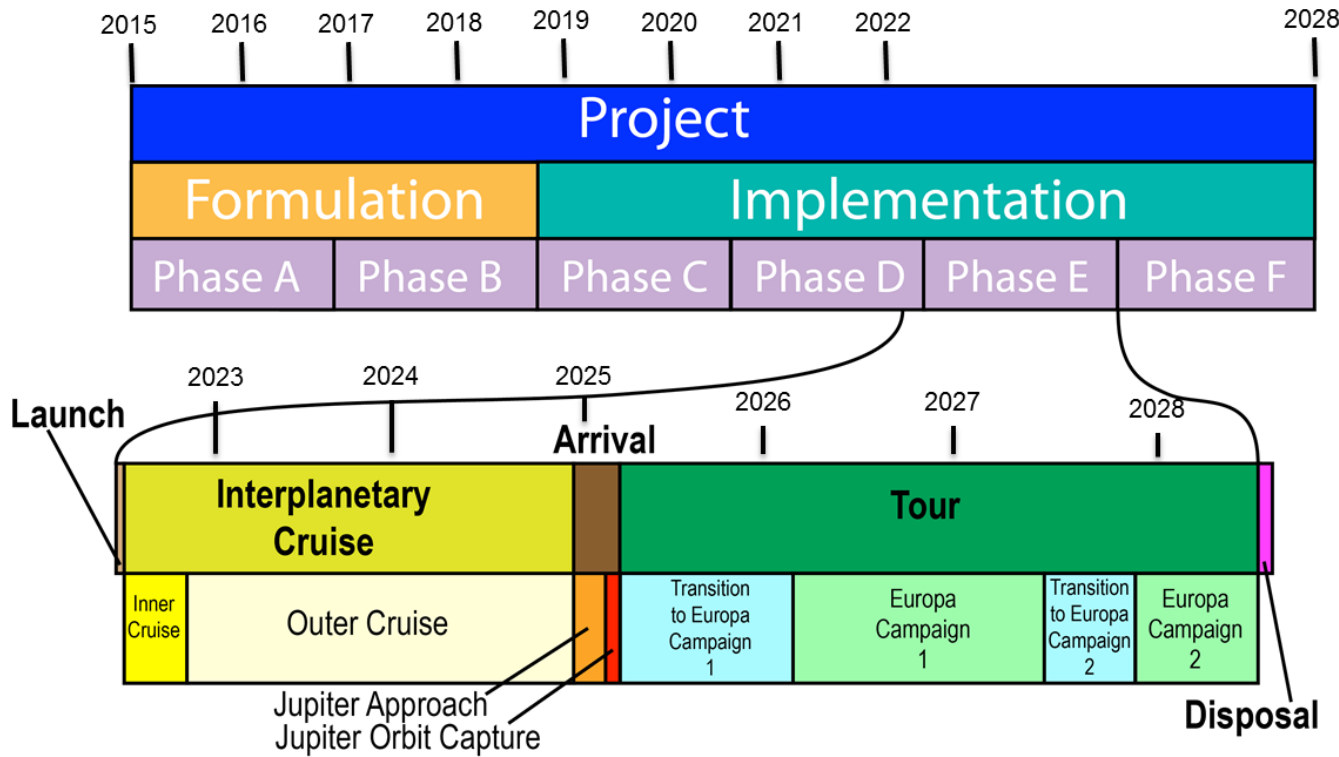 2015 2016 2017 2018 2019 2020 2021 2022 2028
Project
Formulation Implementation
Phase A Phase B Phase C Phase D Phase E Phase F
2023 2024 2025 2026 2027 2028
Launch
Arrival
Interplanetary
Cruise
Tour
Inner
Cruise
Outer Cruise
Transition
to Europa
Campaign
1
Europa
Campaign
1
Transition
to Europa
Campaign
2
Europa
Campaign
2
Jupiter Approach
Jupiter Orbit Capture
Disposal